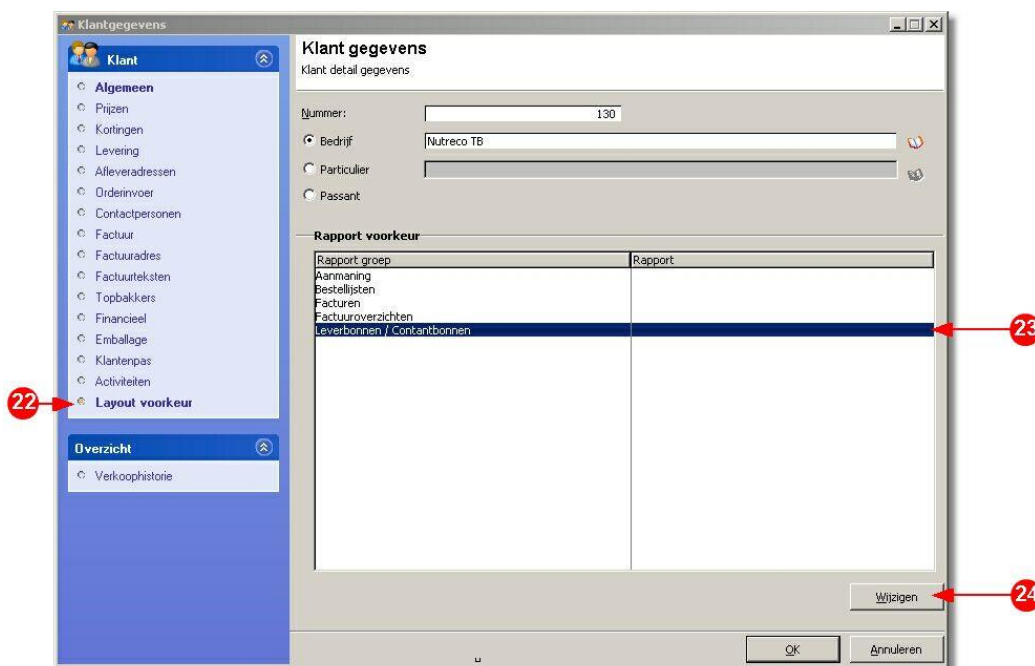 Klantgegevens
Klant
Algemeen
Prijzen
Kortingen
Levering
Afleveradressen
Orderinvoer
Contactpersonen
Factuur
Factuuradres
Factuurteksten
Topbakkers
Financieel
Emballage
Klantenpas
Activiteiten
22
Layout voorkeur
Overzicht
Verkoophistorie
Klant gegevens
Klant detail gegevens
Nummer: 130
Bedrijf Nutreco TB
Particulier
Passant
Rapport voorkeur
Rapport groep Rapport
Aanmaning
Bestellijsten
Facturen
Factuuroverzichten
Leverbonnen / Contantbonnen
23
Wijzigen
24
OK Annuleren